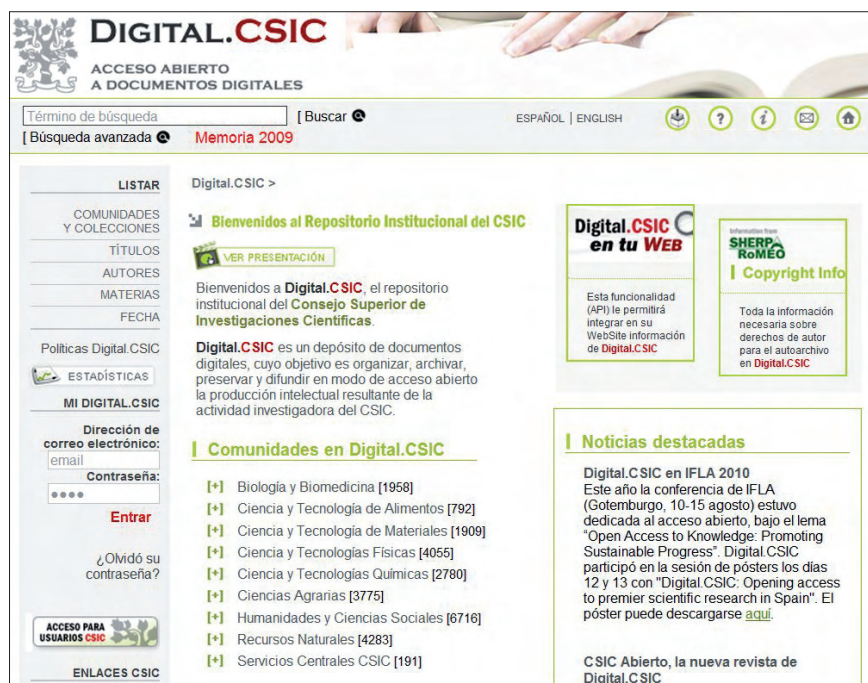 DIGITAL.CSIC
ACCESO ABIERTO
A DOCUMENTOS DIGITALES
Término de búsqueda
[ Buscar
ESPAÑOL | ENGLISH
[ Búsqueda avanzada
Memoria 2009
LISTAR
COMUNIDADES
Y COLECCIONES
TÍTULOS
AUTORES
MATERIAS
FECHA
Políticas Digital.CSIC
ESTADÍSTICAS
MI DIGITAL.CSIC
Dirección de
correo electrónico:
email
Contraseña:
Entrar
¿Olvidó su
contraseña?
ACCESO PARA
USUARIOS CSIC
ENLACES CSIC
Digital.CSIC >
Bienvenidos al Repositorio Institucional del CSIC
VER PRESENTACIÓN
Bienvenidos a Digital.CSIC, el repositorio
institucional del Consejo Superior de
Investigaciones Científicas.
Digital.CSIC es un depósito de documentos
digitales, cuyo objetivo es organizar, archivar,
preservar y difundir en modo de acceso abierto
la producción intelectual resultante de la
actividad investigadora del CSIC.
Comunidades en Digital.CSIC
[+] Biología y Biomedicina [1958]
[+] Ciencia y Tecnología de Alimentos [792]
[+] Ciencia y Tecnología de Materiales [1909]
[+] Ciencia y Tecnologías Físicas [4055]
[+] Ciencia y Tecnologías Químicas [2780]
[+] Ciencias Agrarias [3775]
[+] Humanidades y Ciencias Sociales [6716]
[+] Recursos Naturales [4283]
[+] Servicios Centrales CSIC [191]
Digital.CSIC
en tu WEB
Esta funcionalidad
(API) le permitirá
integrar en su
WebSite información
de Digital.CSIC
Information from
SHERPA
RoMEO
Copyright Info
Toda la información
necesaria sobre
derechos de autor
para el autoarchivo
en Digital.CSIC
Noticias destacadas
Digital.CSIC en IFLA 2010
Este año la conferencia de IFLA
(Gotemburgo, 10-15 agosto) estuvo
dedicada al acceso abierto, bajo el lema
“Open Access to Knowledge: Promoting
Sustainable Progress”. Digital.CSIC
participó en la sesión de pósters los días
12 y 13 con "Digital.CSIC: Opening access
to premier scientific research in Spain". El
póster puede descargarse aquí.
CSIC Abierto, la nueva revista de
Digital.CSIC